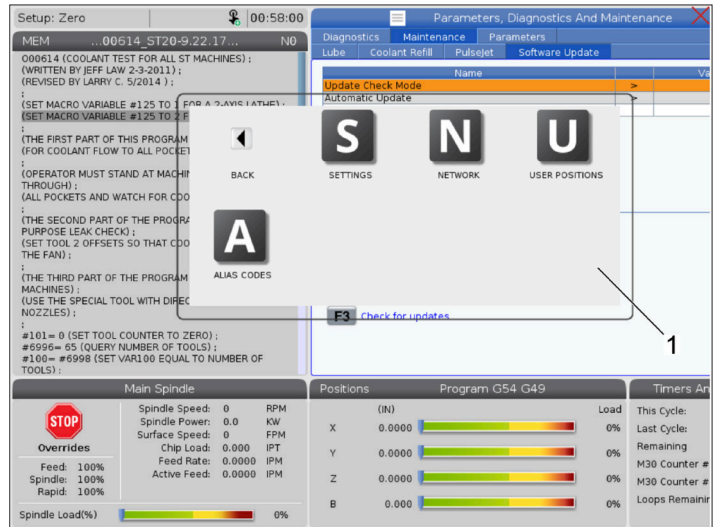 Setup: Zero
00:58:00
Parameters, Diagnostics And Maintenance
MEM ...00614_ST20-9.22.17... N0
O00614 (COOLANT TEST FOR ALL ST MACHINES) ;
(WRITTEN BY JEFF LAW 2-3-2011) ;
(REVISED BY LARRY C. 5/2014 ) ;
;
(SET MACRO VARIABLE #125 TO 1 FOR A 2-AXIS LATHE) ;
(SET MACRO VARIABLE #125 TO 2 F
;
(THE FIRST PART OF THIS PROGRAM
(FOR COOLANT FLOW TO ALL POCKET
;
(OPERATOR MUST STAND AT MACHIN
THROUGH) ;
(ALL POCKETS AND WATCH FOR COO
;
(THE SECOND PART OF THE PROGRA
PURPOSE LEAK CHECK) ;
(SET TOOL 2 OFFSETS SO THAT COO
THE FAN) ;
;
(THE THIRD PART OF THE PROGRAM
MACHINES) ;
(USE THE SPECIAL TOOL WITH DIREC
NOZZLES) ;
;
#101= 0 (SET TOOL COUNTER TO ZERO) ;
#6996= 65 (QUERY NUMBER OF TOOLS) ;
#100= #6998 (SET VAR100 EQUAL TO NUMBER OF
TOOLS) ;
Diagnostics Maintenance Parameters
Lube Coolant Refill PulseJet Software Update
Name Va
Update Check Mode >
Automatic Update >
S N U
BACK SETTINGS NETWORK USER POSITIONS
A
ALIAS CODES
F3 Check for updates
1
Main Spindle
STOP
Overrides
Feed: 100%
Spindle: 100%
Rapid: 100%
Spindle Speed: 0 RPM
Spindle Power: 0.0 KW
Surface Speed: 0 FPM
Chip Load: 0.000 IPT
Feed Rate: 0.0000 IPM
Active Feed: 0.0000 IPM
Spindle Load(%) 0%
Positions Program G54 G49
(IN) Load
X 0.0000 0%
Y 0.0000 0%
Z 0.0000 0%
B 0.000 0%
Timers An
This Cycle:
Last Cycle:
Remaining
M30 Counter #
M30 Counter #
Loops Remainin